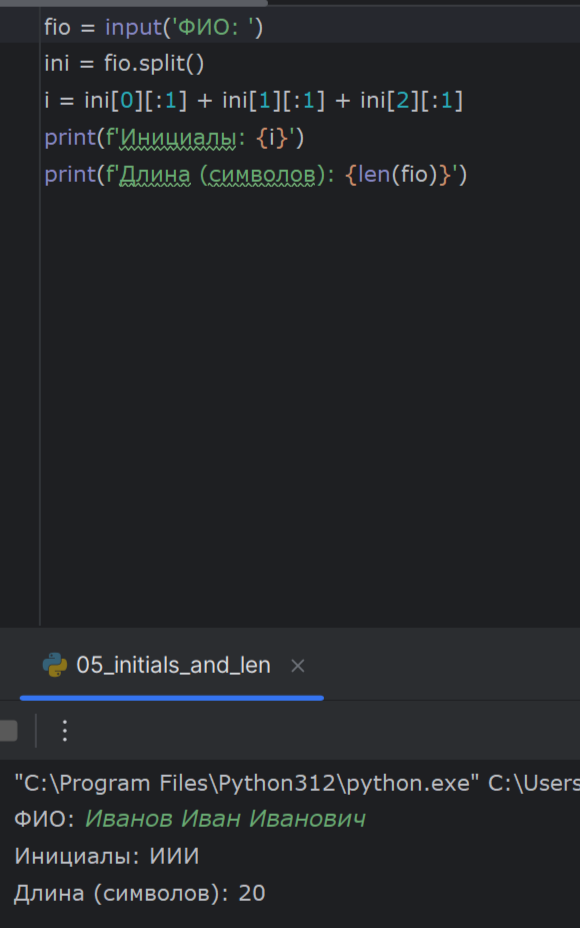 fio = input('ФИО: ')
ini = fio.split()
i = ini[0][:1] + ini[1][:1] + ini[2][:1]
print(f'Инициалы: {i}')
print(f'Длина (символов): {len(fio)}')
05_initials_and_len
"C:\Program Files\Python312\python.exe" C:\Users
ФИО: Иванов Иван Иванович
Инициалы: ИИИ
Длина (символов): 20